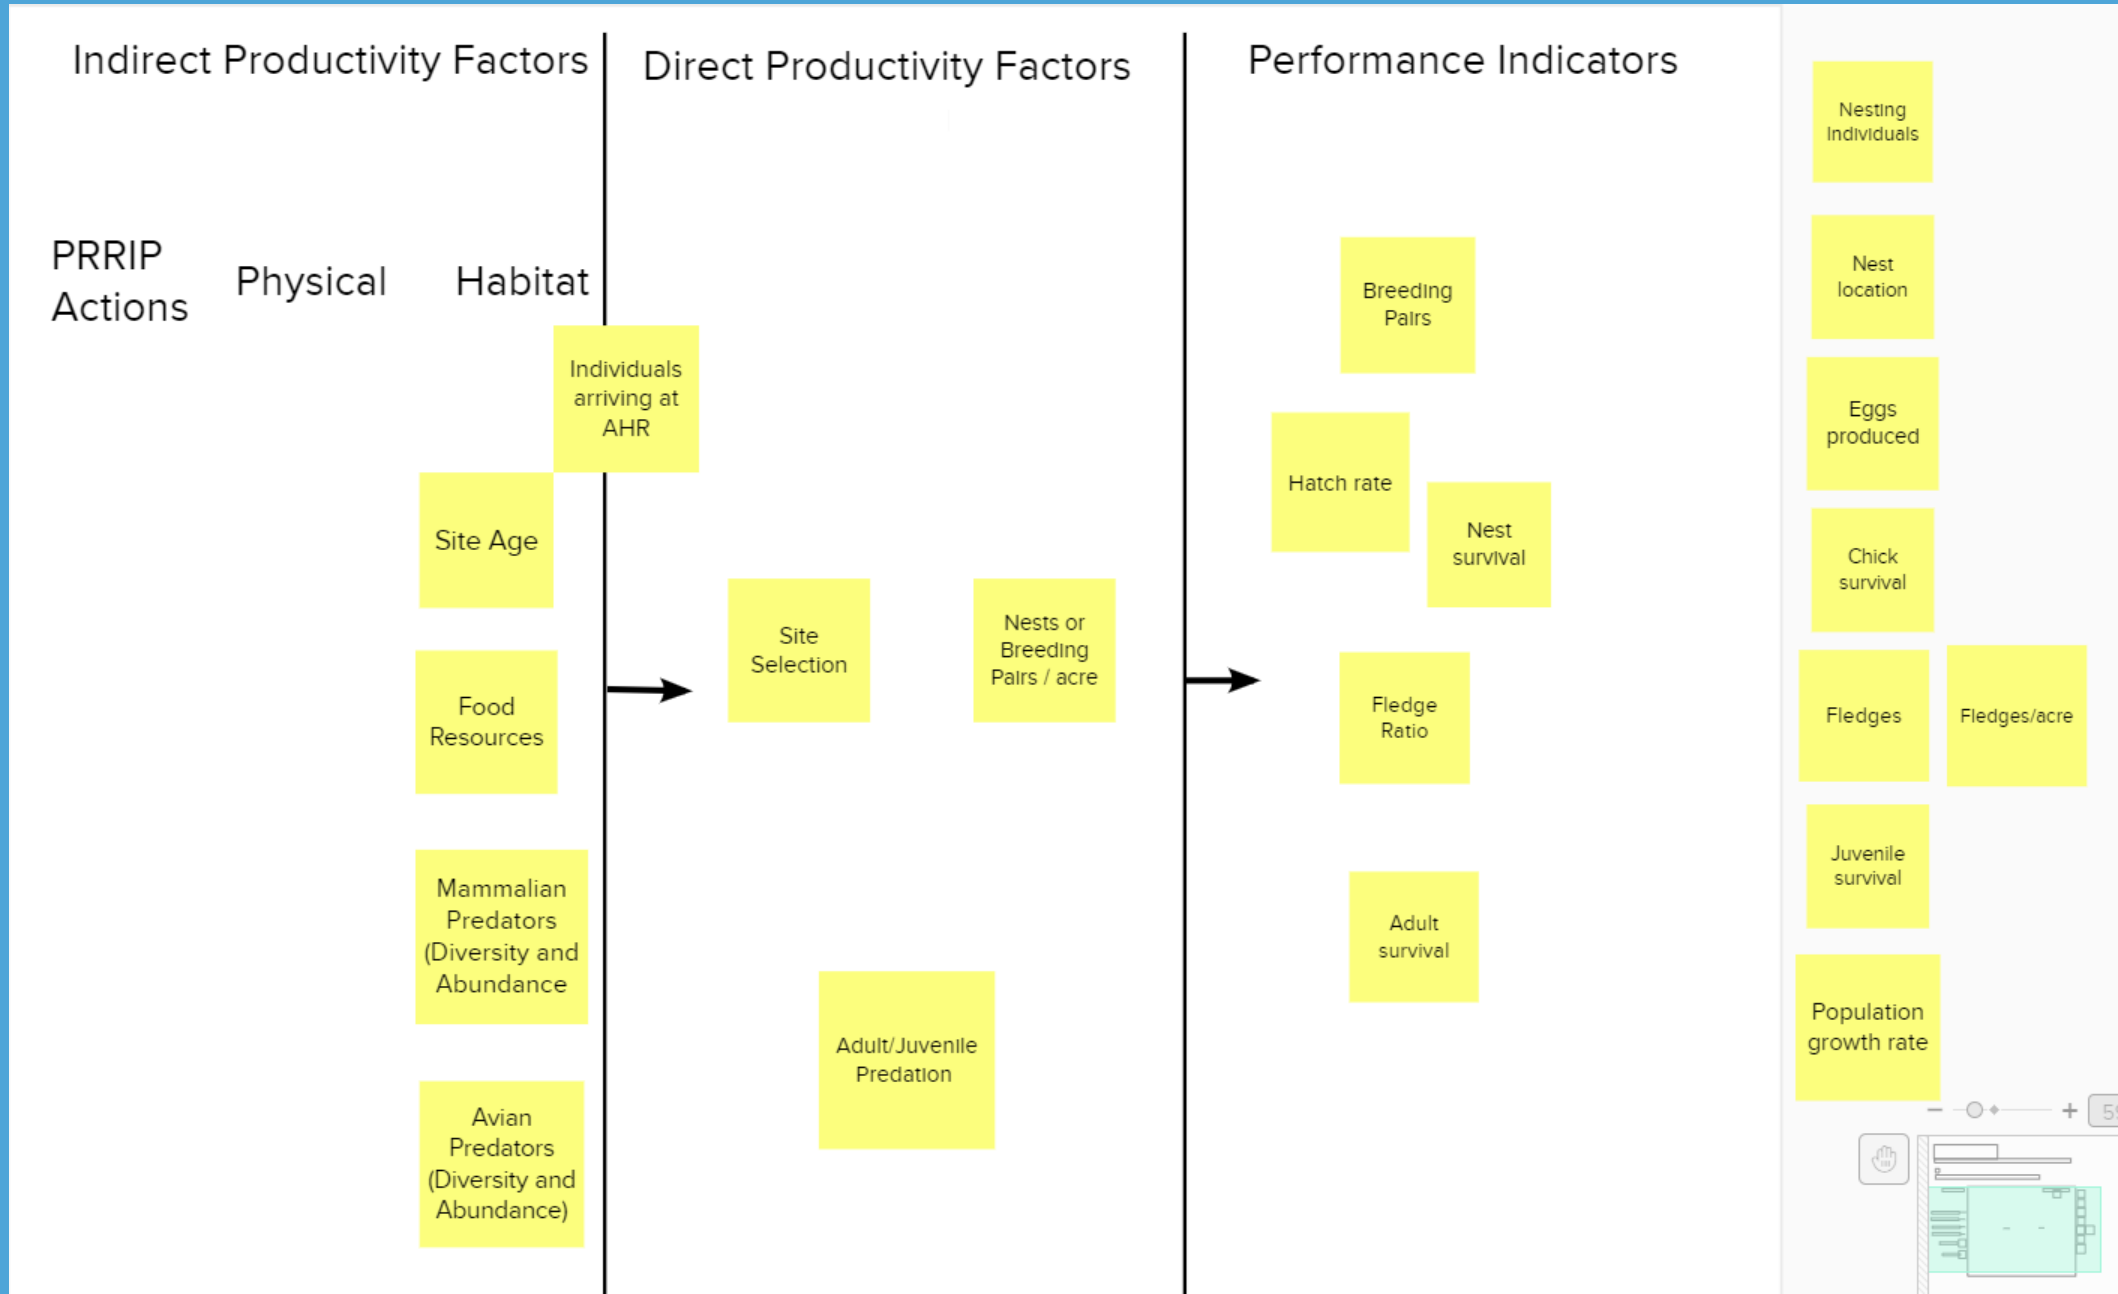 Indirect Productivity Factors
Direct Productivity Factors
Performance Indicators
PRRIP
Actions
Physical
Habitat
Individuals
arriving at
AHR
Site Age
Food
Resources
Mammalian
Predators
(Diversity and
Abundance
Avian
Predators
(Diversity and
Abundance)
Site
Selection
Nests or
Breeding
Pairs / acre
Adult/Juvenile
Predation
Breeding
Pairs
Hatch rate
Nest
survival
Fledge
Ratio
Adult
survival
Nesting
Individuals
Nest
location
Eggs
produced
Chick
survival
Fledges
Fledges/acre
Juvenile
survival
Population
growth rate